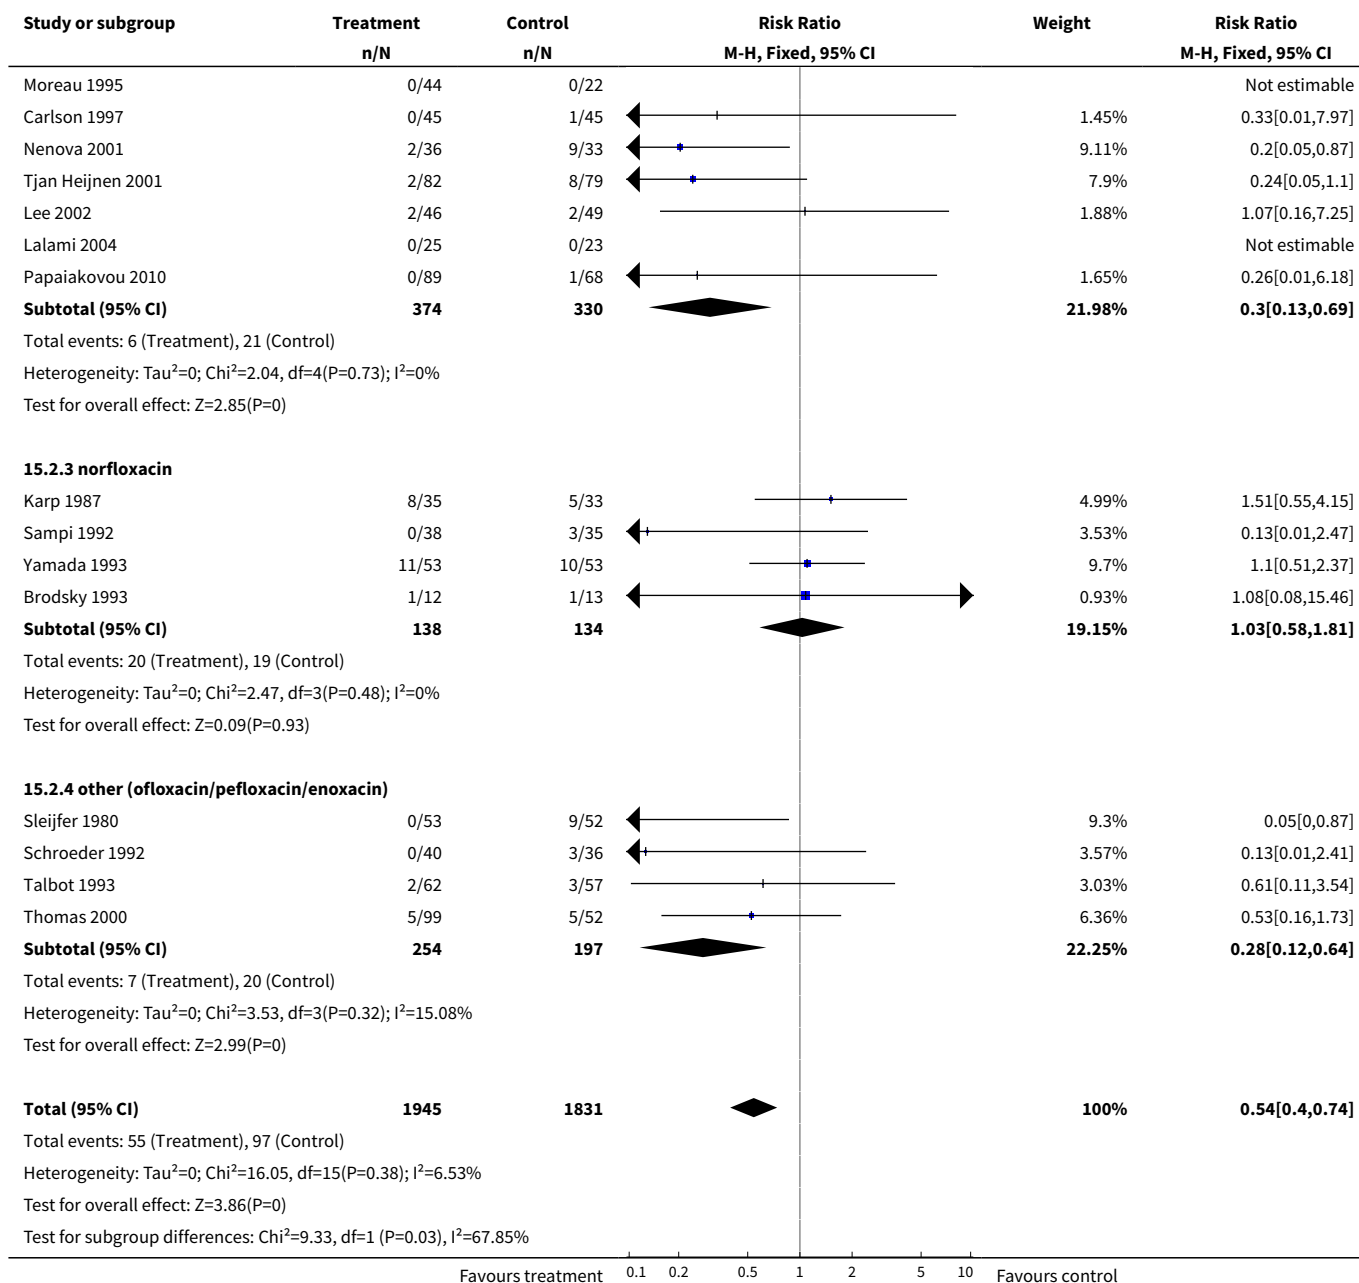 Study or subgroup Treatment Control Risk Ratio Weight Risk Ratio
n/N n/N M-H, Fixed, 95% CI M-H, Fixed, 95% CI
Moreau 1995 0/44 0/22 Not estimable
Carlson 1997 0/45 1/45 1.45% 0.33[0.01,7.97]
Nenova 2001 2/36 9/33 9.11% 0.2[0.05,0.87]
Tjan Heijnen 2001 2/82 8/79 7.9% 0.24[0.05,1.1]
Lee 2002 2/46 2/49 1.88% 1.07[0.16,7.25]
Lalami 2004 0/25 0/23 Not estimable
Papaiakovou 2010 0/89 1/68 1.65% 0.26[0.01,6.18]
Subtotal (95% CI) 374 330 21.98% 0.3[0.13,0.69]
Total events: 6 (Treatment), 21 (Control)
Heterogeneity: Tau²=0; Chi²=2.04, df=4(P=0.73); I²=0%
Test for overall effect: Z=2.85(P=0)
15.2.3 norfloxacin
Karp 1987 8/35 5/33 4.99% 1.51[0.55,4.15]
Sampi 1992 0/38 3/35 3.53% 0.13[0.01,2.47]
Yamada 1993 11/53 10/53 9.7% 1.1[0.51,2.37]
Brodsky 1993 1/12 1/13 0.93% 1.08[0.08,15.46]
Subtotal (95% CI) 138 134 19.15% 1.03[0.58,1.81]
Total events: 20 (Treatment), 19 (Control)
Heterogeneity: Tau²=0; Chi²=2.47, df=3(P=0.48); I²=0%
Test for overall effect: Z=0.09(P=0.93)
15.2.4 other (ofloxacin/pefloxacin/enoxacin)
Sleijfer 1980 0/53 9/52 9.3% 0.05[0,0.87]
Schroeder 1992 0/40 3/36 3.57% 0.13[0.01,2.41]
Talbot 1993 2/62 3/57 3.03% 0.61[0.11,3.54]
Thomas 2000 5/99 5/52 6.36% 0.53[0.16,1.73]
Subtotal (95% CI) 254 197 22.25% 0.28[0.12,0.64]
Total events: 7 (Treatment), 20 (Control)
Heterogeneity: Tau²=0; Chi²=3.53, df=3(P=0.32); I²=15.08%
Test for overall effect: Z=2.99(P=0)
Total (95% CI) 1945 1831 100% 0.54[0.4,0.74]
Total events: 55 (Treatment), 97 (Control)
Heterogeneity: Tau²=0; Chi²=16.05, df=15(P=0.38); I²=6.53%
Test for overall effect: Z=3.86(P=0)
Test for subgroup differences: Chi²=9.33, df=1 (P=0.03), I²=67.85%
Favours treatment 0.1 0.2 0.5 1 2 5 10 Favours control